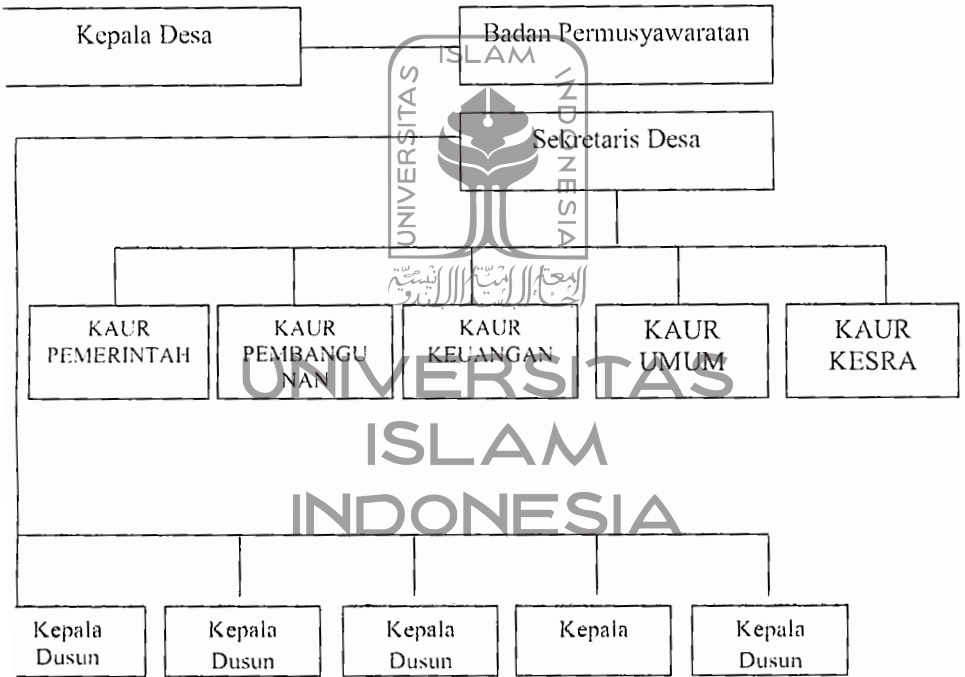 Kepala Desa
Badan Permusyawaratan
Sekretaris Desa
KAUR
PEMERINTAH
KAUR
PEMBANGU
NAN
KAUR
KEUANGAN
KAUR
UMUM
KAUR
KESRA
Kepala
Dusun
Kepala
Dusun
Kepala
Dusun
Kepala
Kepala
Dusun
UNIVERSITAS
ISLAM
INDONESIA
UNIVERSITAS
ISLAM
INDONESIA